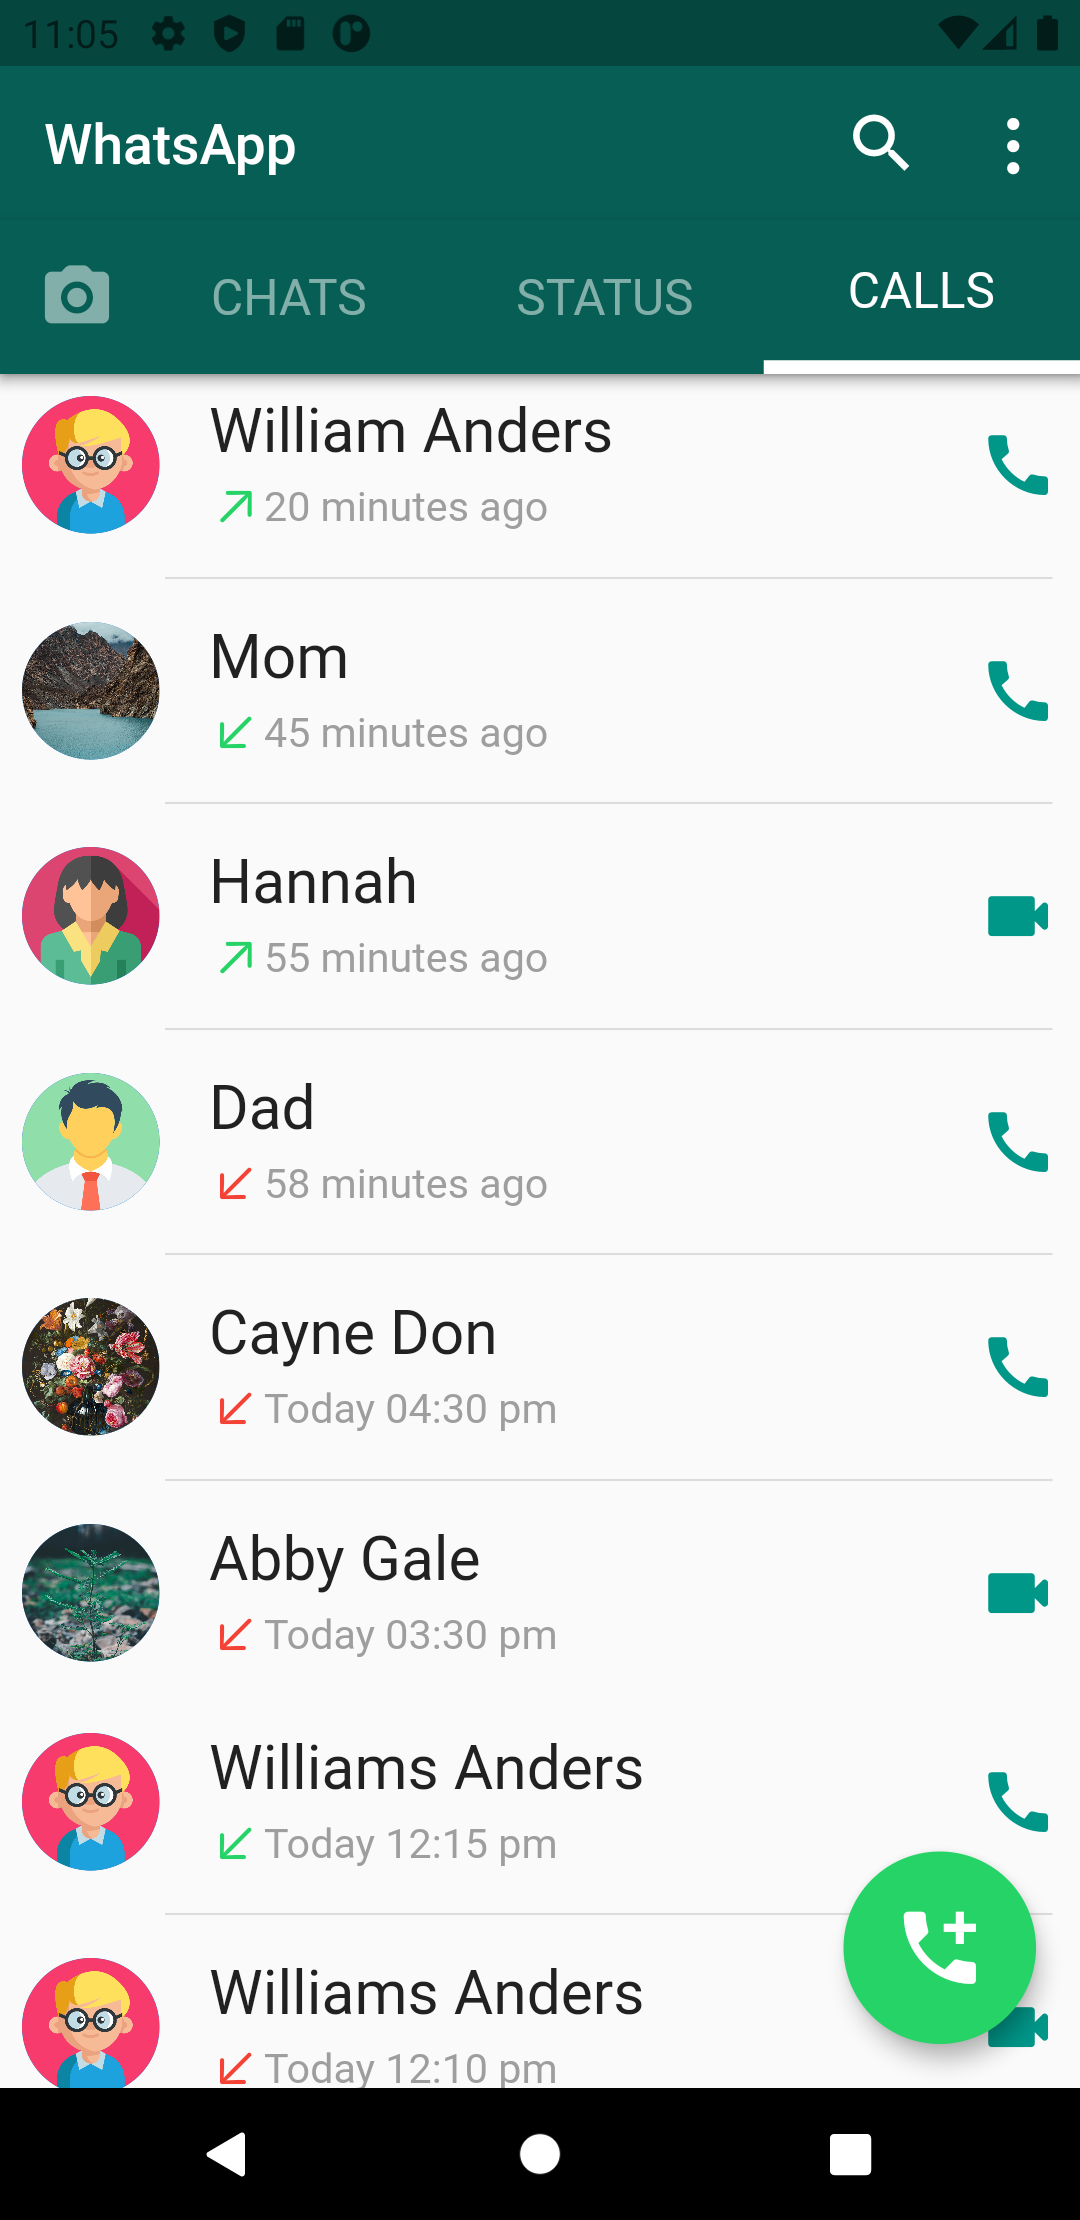 11:05
WhatsApp
CHATS STATUS CALLS
William Anders
20 minutes ago
Mom
45 minutes ago
Hannah
55 minutes ago
Dad
58 minutes ago
Cayne Don
Today 04:30 pm
Abby Gale
Today 03:30 pm
Williams Anders
Today 12:15 pm
Williams Anders
Today 12:10 pm